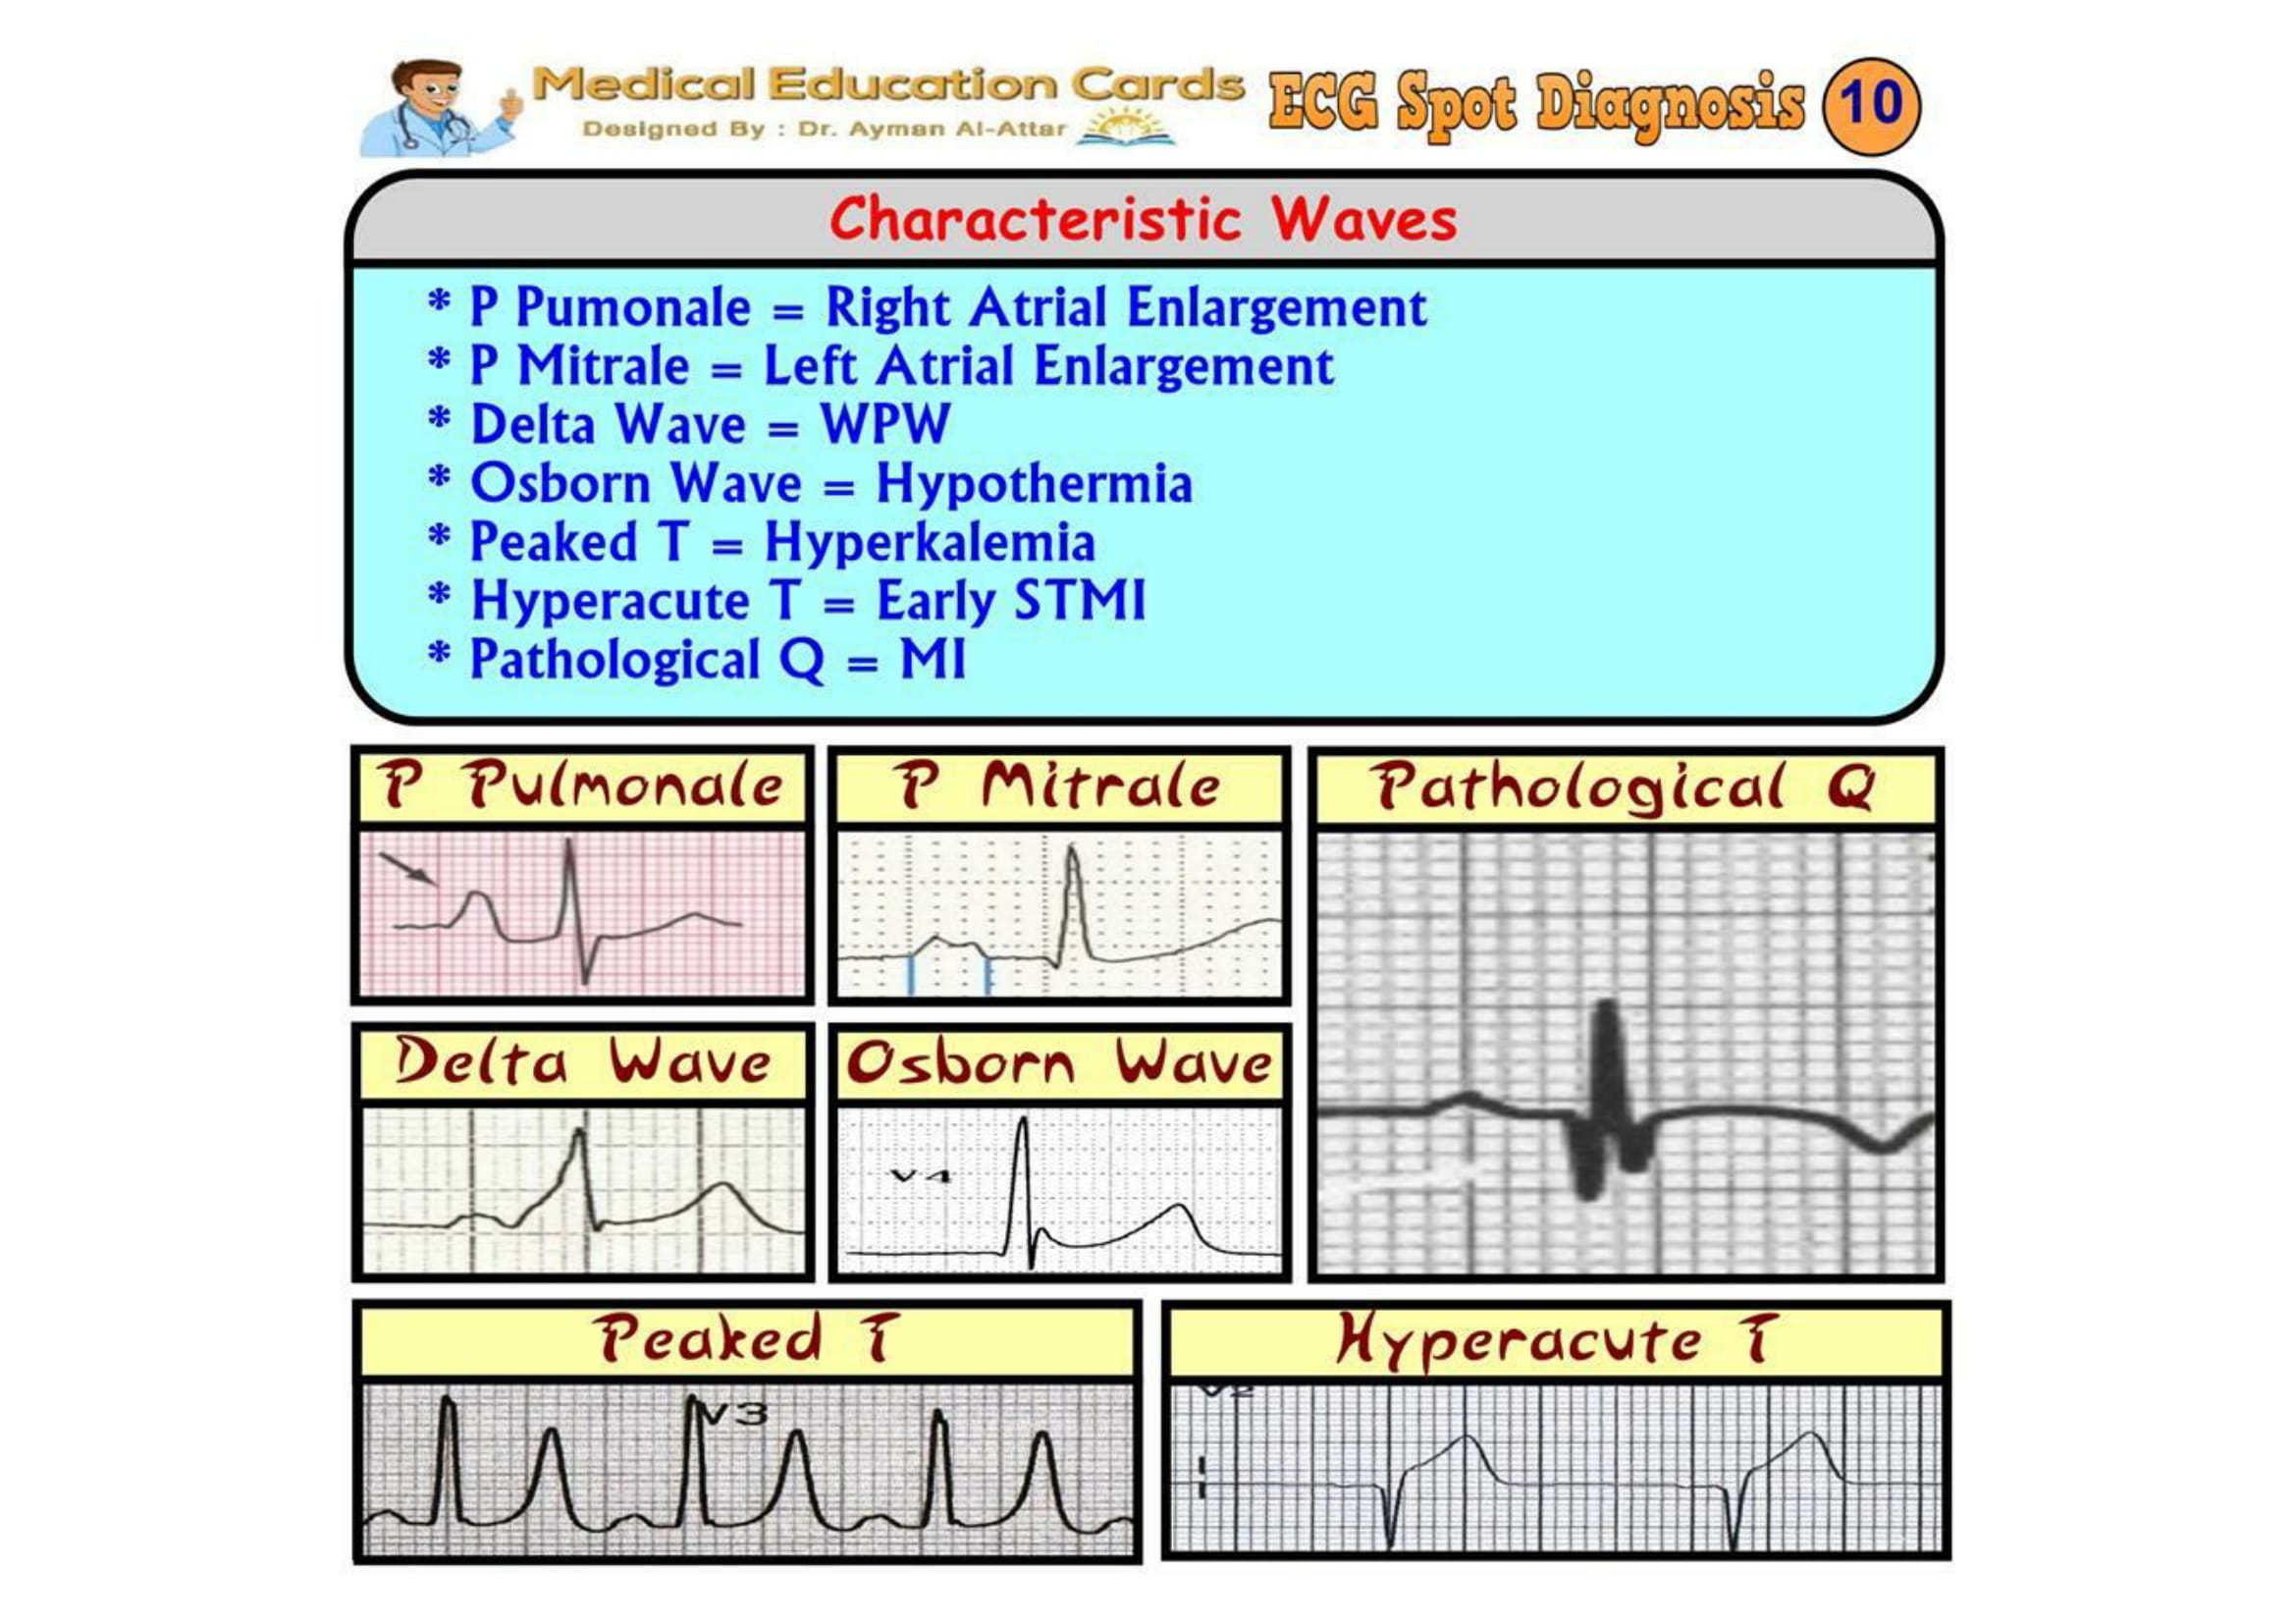 Medical Education Cards
Designed By : Dr. Ayman Al-Attar
ECG Spot Diagnosis 10
Characteristic Waves
* P Pumonale = Right Atrial Enlargement
* P Mitrale = Left Atrial Enlargement
* Delta Wave = WPW
* Osborn Wave = Hypothermia
* Peaked T = Hyperkalemia
* Hyperacute T = Early STMI
* Pathological Q = MI
P Pulmonale
P Mitrale
Pathological Q
Delta Wave
Osborn Wave
V4
Peaked T
V3
Hyperacute T
V2